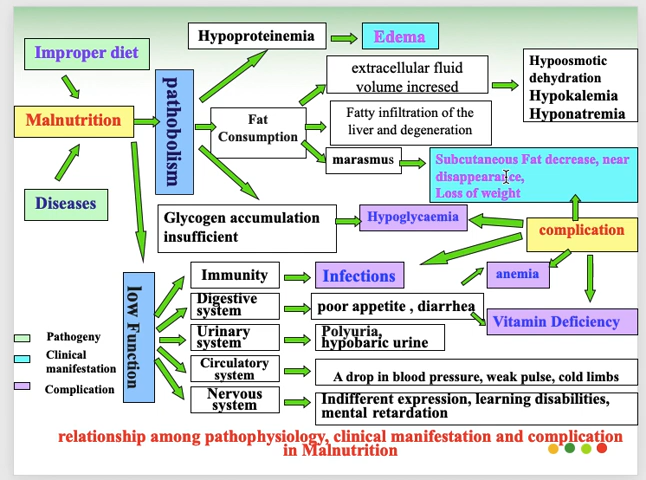 Hypoproteinemia
Edema
Improper diet
extracellular fluid
volume incresed
Hypoosmotic
dehydration
Hypokalemia
Hyponatremia
Malnutrition
pathobolism
Fat
Consumption
Fatty infiltration of the
liver and degeneration
marasmus
Subcutaneous Fat decrease, near
disappearance,
Loss of weight
Diseases
Glycogen accumulation
insufficient
Hypoglycaemia
complication
low Function
Immunity
Infections
anemia
Digestive
system
poor appetite , diarrhea
Vitamin Deficiency
Urinary
system
Polyuria,
hypobaric urine
Circulatory
system
A drop in blood pressure, weak pulse, cold limbs
Nervous
system
Indifferent expression, learning disabilities,
mental retardation
Pathogeny
Clinical
manifestation
Complication
relationship among pathophysiology, clinical manifestation and complication
in Malnutrition